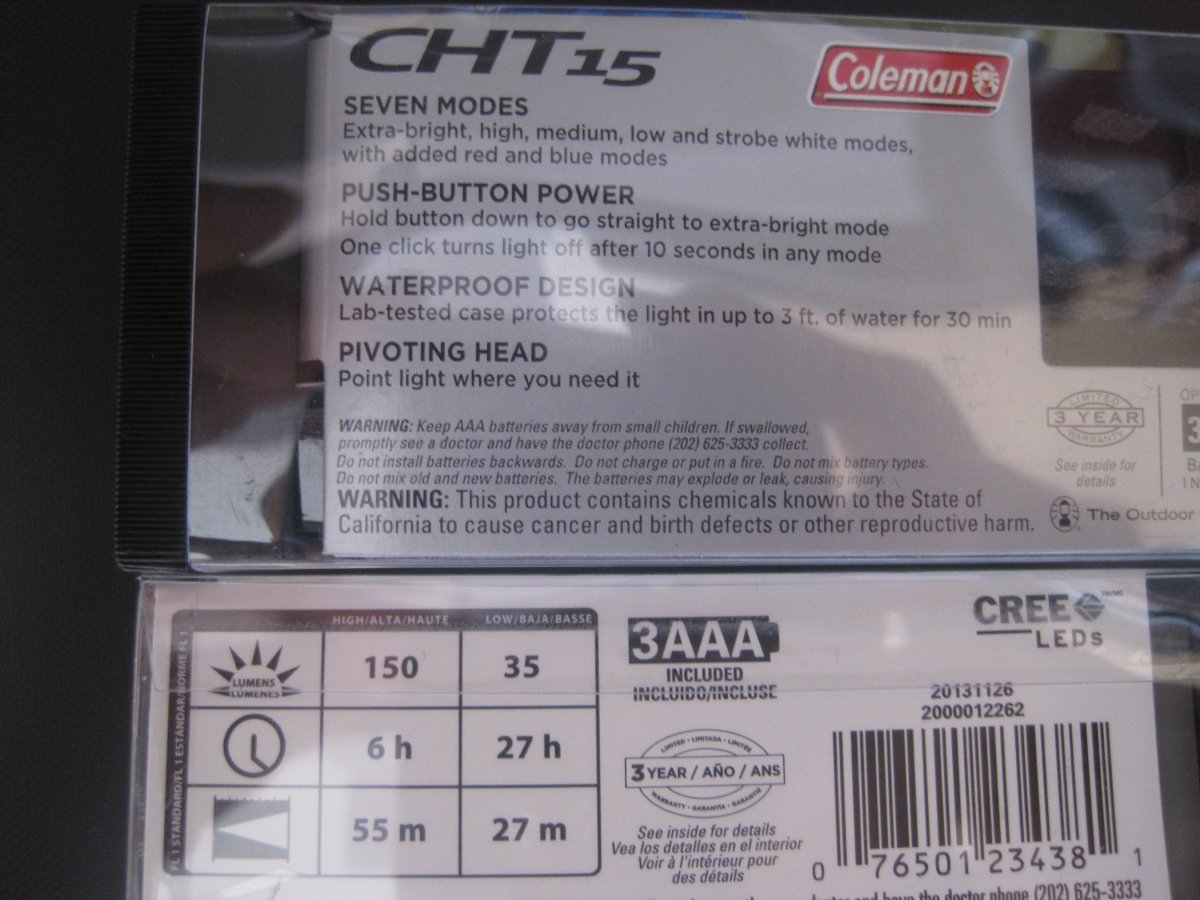 CHT15
Coleman
SEVEN MODES
Extra-bright, high, medium, low and strobe white modes,
with added red and blue modes
PUSH-BUTTON POWER
Hold button down to go straight to extra-bright mode
One click turns light off after 10 seconds in any mode
WATERPROOF DESIGN
Lab-tested case protects the light in up to 3 ft. of water for 30 min
PIVOTING HEAD
Point light where you need it
WARNING: Keep AAA batteries away from small children. If swallowed,
promptly see a doctor and have the doctor phone (202) 625-3333 collect.
Do not install batteries backwards. Do not charge or put in a fire. Do not mix battery types.
Do not mix old and new batteries. The batteries may explode or leak, causing injury.
WARNING: This product contains chemicals known to the State of
California to cause cancer and birth defects or other reproductive harm.
LIMITED
3 YEAR
WARRANTY
See inside for
details
The Outdoor
FL 1 STANDARD/FL 1 ESTÁNDAR/NORME FL 1
HIGH/ALTA/HAUTE LOW/BAJA/BASSE
LUMENS
LÚMENES
150 35
6 h 27 h
55 m 27 m
3AAA
INCLUDED
INCLUIDO/INCLUSE
LIMITED · LIMITADA · LIMITÉE
3 YEAR / AÑO / ANS
WARRANTY · GARANTÍA · GARANTIE
See inside for details
Vea los detalles en el interior
Voir à l'intérieur pour
des détails
CREE TM/MC
LEDs
20131126
2000012262
0 76501 23438 1
have the doctor phone (202) 625-3333